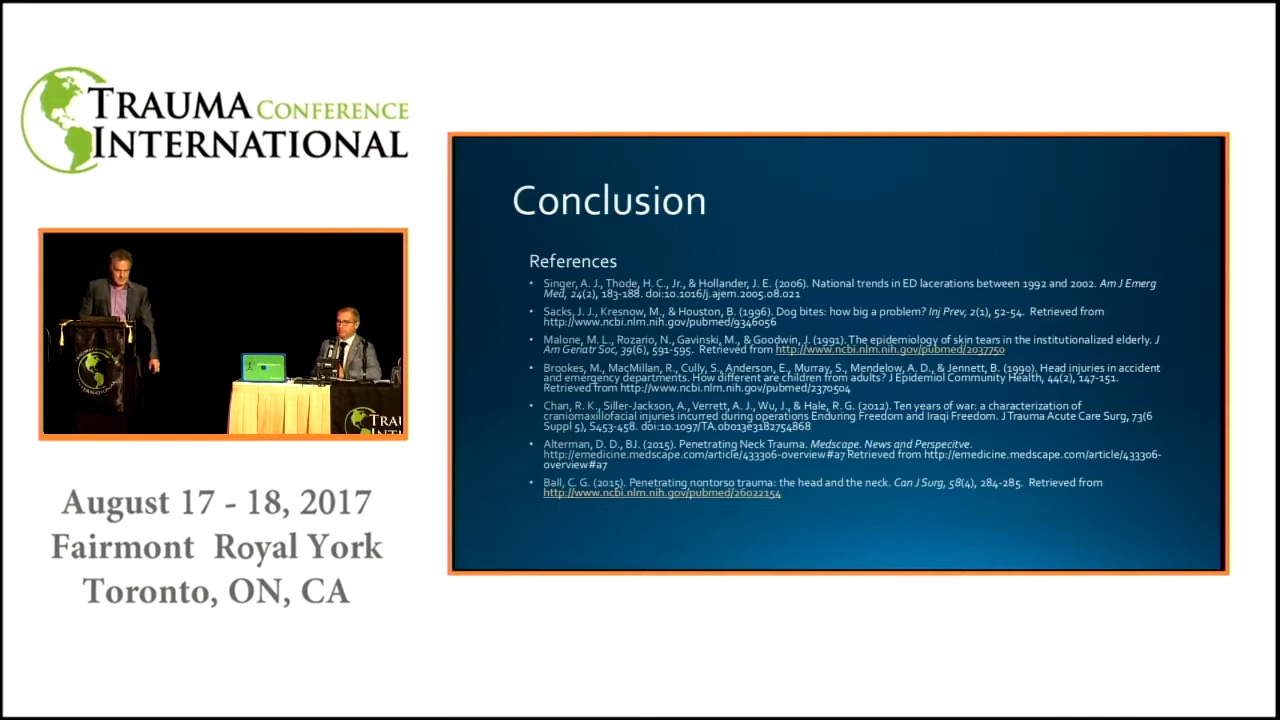 TRAUMA CONFERENCE
INTERNATIONAL
TRAU
INTERNAT
August 17 - 18, 2017
Fairmont Royal York
Toronto, ON, CA
Conclusion
References
• Singer, A. J., Thode, H. C., Jr., & Hollander, J. E. (2006). National trends in ED lacerations between 1992 and 2002. Am J Emerg
Med, 24(2), 183-188. doi:10.1016/j.ajem.2005.08.021
• Sacks, J. J., Kresnow, M., & Houston, B. (1996). Dog bites: how big a problem? Inj Prev, 2(1), 52-54. Retrieved from
http://www.ncbi.nlm.nih.gov/pubmed/9346056
• Malone, M. L., Rozario, N., Gavinski, M., & Goodwin, J. (1991). The epidemiology of skin tears in the institutionalized elderly. J
Am Geriatr Soc, 39(6), 591-595. Retrieved from http://www.ncbi.nlm.nih.gov/pubmed/2037750
• Brookes, M., MacMillan, R., Cully, S., Anderson, E., Murray, S., Mendelow, A. D., & Jennett, B. (1990). Head injuries in accident
and emergency departments. How different are children from adults? J Epidemiol Community Health, 44(2), 147-151.
Retrieved from http://www.ncbi.nlm.nih.gov/pubmed/2370504
• Chan, R. K., Siller-Jackson, A., Verrett, A. J., Wu, J., & Hale, R. G. (2012). Ten years of war: a characterization of
craniomaxillofacial injuries incurred during operations Enduring Freedom and Iraqi Freedom. J Trauma Acute Care Surg, 73(6
Suppl 5), S453-458. doi:10.1097/TA.0b013e3182754868
• Alterman, D. D., BJ. (2015). Penetrating Neck Trauma. Medscape. News and Perspecitve.
http://emedicine.medscape.com/article/433306-overview#a7 Retrieved from http://emedicine.medscape.com/article/433306-
overview#a7
• Ball, C. G. (2015). Penetrating nontorso trauma: the head and the neck. Can J Surg, 58(4), 284-285. Retrieved from
http://www.ncbi.nlm.nih.gov/pubmed/26022154